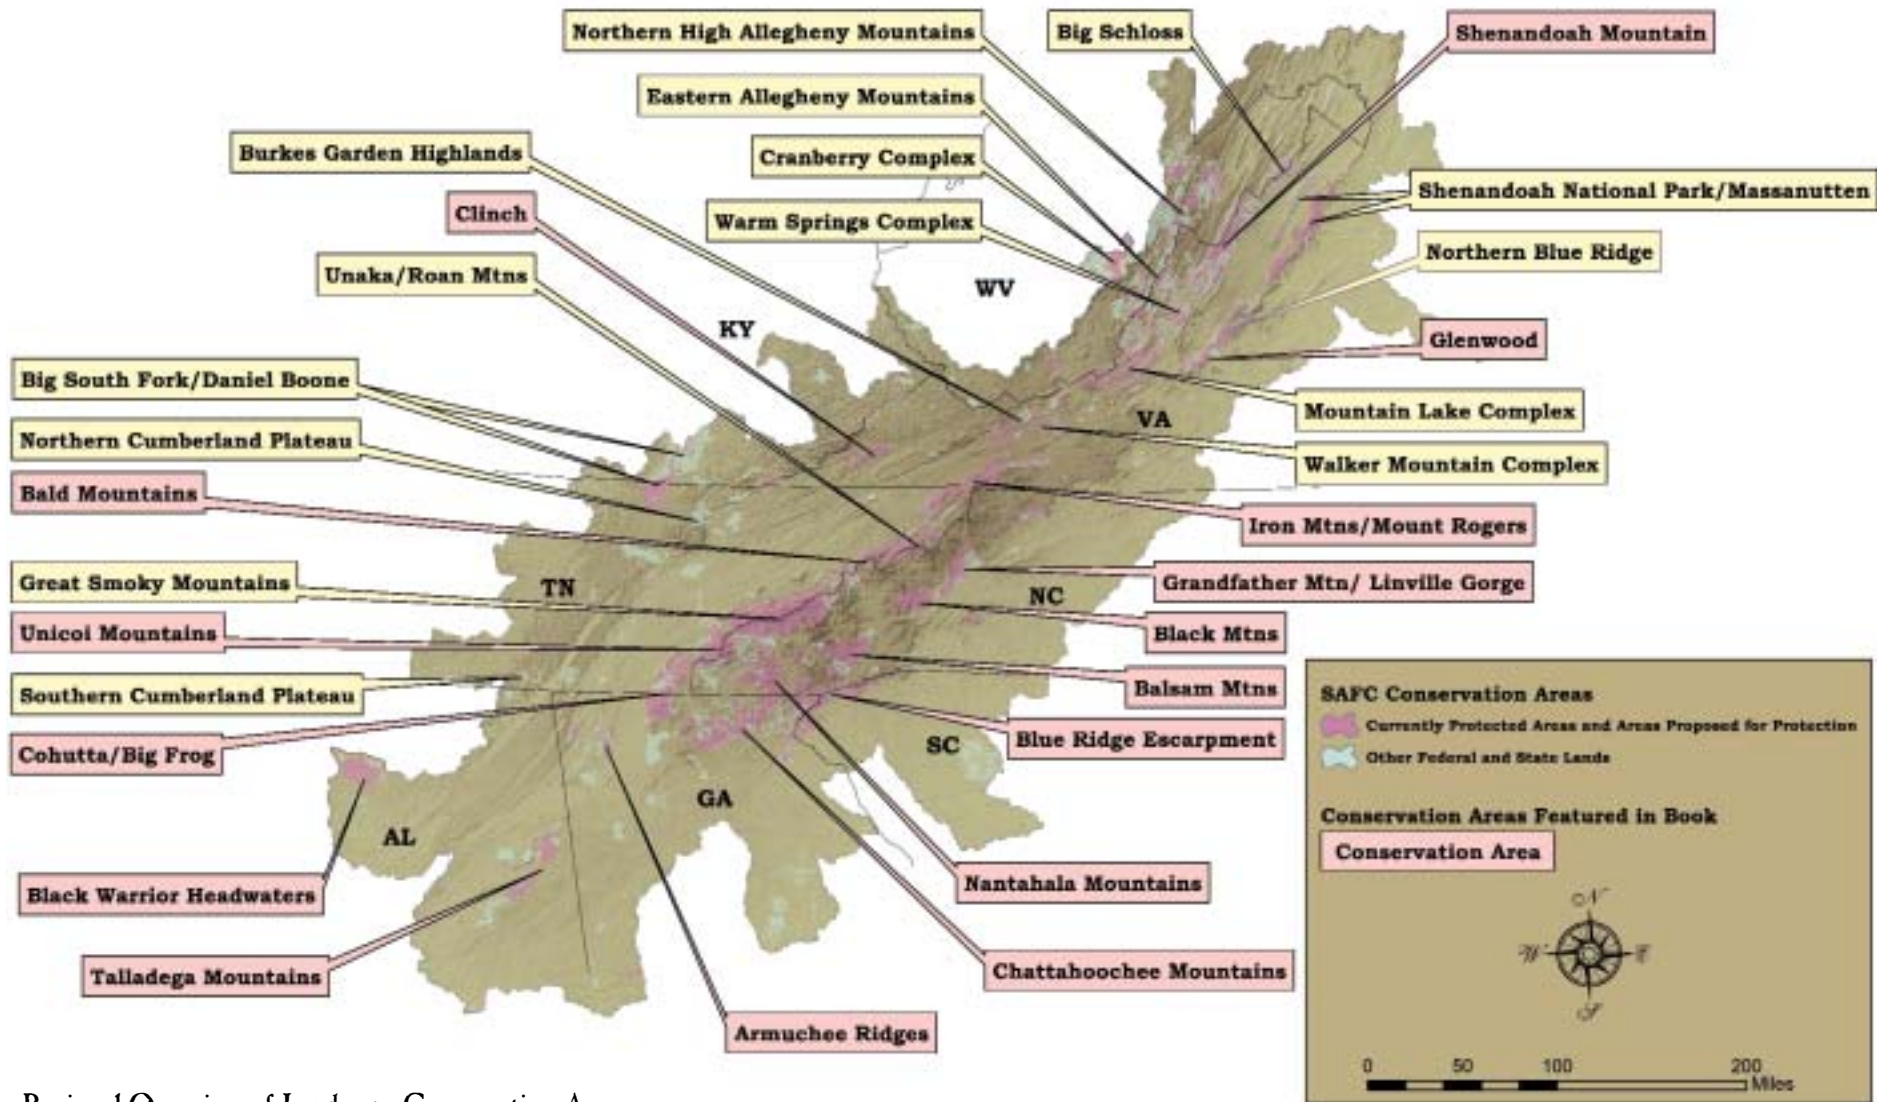 Northern High Allegheny Mountains
Big Schloss
Shenandoah Mountain
Eastern Allegheny Mountains
Burkes Garden Highlands
Cranberry Complex
Shenandoah National Park/Massanutten
Clinch
Warm Springs Complex
Northern Blue Ridge
Unaka/Roan Mtns
WV
KY
Glenwood
Big South Fork/Daniel Boone
Mountain Lake Complex
VA
Northern Cumberland Plateau
Walker Mountain Complex
Bald Mountains
Iron Mtns/Mount Rogers
Great Smoky Mountains
TN
Grandfather Mtn/ Linville Gorge
NC
Unicoi Mountains
Black Mtns
Southern Cumberland Plateau
Balsam Mtns
Cohutta/Big Frog
Blue Ridge Escarpment
SC
GA
AL
Black Warrior Headwaters
Nantahala Mountains
Talladega Mountains
Chattahoochee Mountains
Armuchee Ridges
SAFC Conservation Areas
Currently Protected Areas and Areas Proposed for Protection
Other Federal and State Lands
Conservation Areas Featured in Book
Conservation Area
N
W E
S
0 50 100 200
Miles